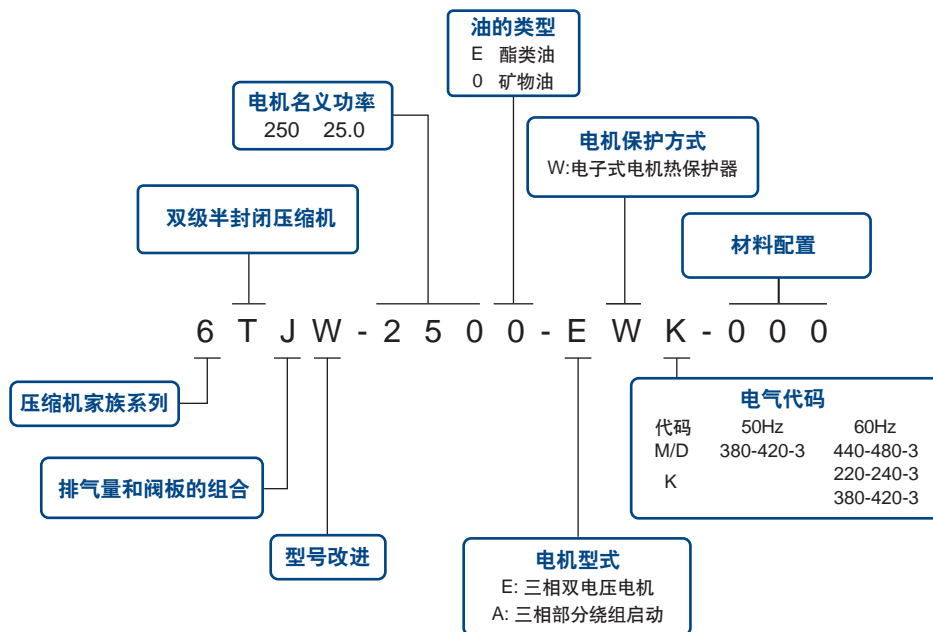 油的类型
E 酯类油
0 矿物油
电机名义功率
250 25.0
电机保护方式
W:电子式电机热保护器
双级半封闭压缩机
材料配置
6 T J W - 2 5 0 0 - E W K - 0 0 0
压缩机家族系列
排气量和阀板的组合
型号改进
电气代码
代码 50Hz 60Hz
M/D 380-420-3 440-480-3
K 220-240-3
380-420-3
电机型式
E: 三相双电压电机
A: 三相部分绕组启动